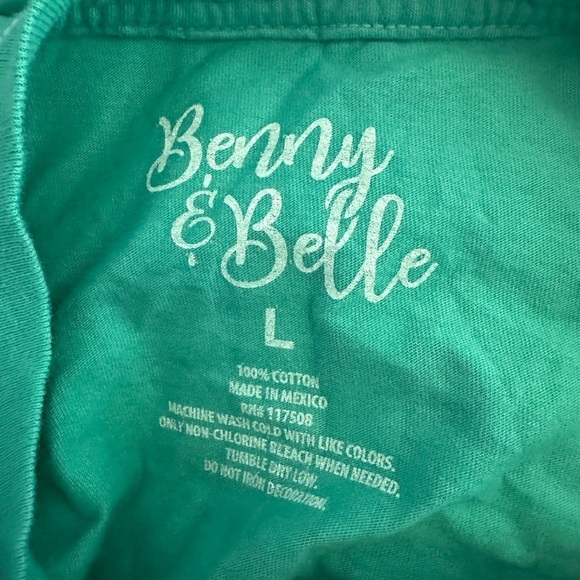 Benny
& Belle
L
100% COTTON
MADE IN MEXICO
RN# 117508
MACHINE WASH COLD WITH LIKE COLORS.
ONLY NON-CHLORINE BLEACH WHEN NEEDED.
TUMBLE DRY LOW.
DO NOT IRON DECORATION.